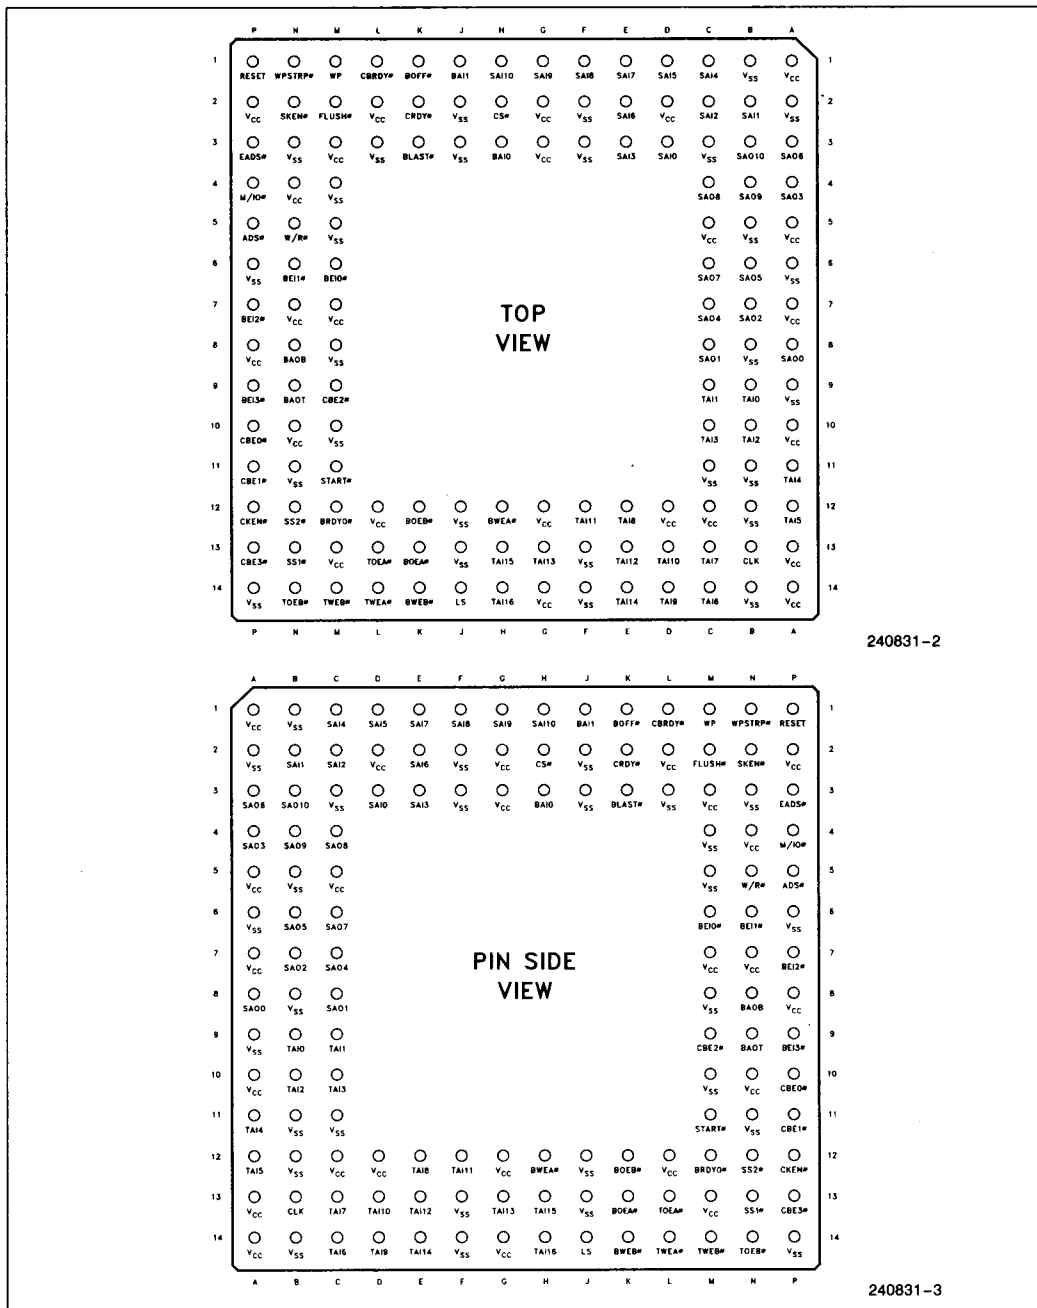 P N M L K J H G F E D C B A
1 1
RESET WPSTRP# WP CBRDY# BOFF# BAI1 SAI10 SAI9 SAI8 SAI7 SAI5 SAI4 VSS VCC
2 2
VCC SKEN# FLUSH# VCC CRDY# VSS CS# VCC VSS SAI6 VCC SAI2 SAI1 VSS
3 3
EADS# VSS VCC VSS BLAST# VSS BAI0 VCC VSS SAI3 SAI0 VSS SAO10 SAO6
4 4
M/IO# VCC VSS SAO8 SAO9 SAO3
5 5
ADS# W/R# VSS VCC VSS VCC
6 6
VSS BEI1# BEI0# SAO7 SAO5 VSS
7 7
BEI2# VCC VCC SAO4 SAO2 VCC
TOP
VIEW
8 8
VCC BAOB VSS SAO1 VSS SAO0
9 9
BEI3# BAOT CBE2# TAI1 TAI0 VSS
10 10
CBE0# VCC VSS TAI3 TAI2 VCC
11 11
CBE1# VSS START# VSS VSS TAI4
12 12
CKEN# SS2# BRDYO# VCC BOEB# VSS BWEA# VCC TAI11 TAI8 VCC VCC VSS TAI5
13 13
CBE3# SS1# VCC TOEA# BOEA# VSS TAI15 TAI13 VSS TAI12 TAI10 TAI7 CLK VCC
14 14
VSS TOEB# TWEB# TWEA# BWEB# LS TAI16 VCC VSS TAI14 TAI9 TAI6 VSS VCC
P N M L K J H G F E D C B A
240831-2
A B C D E F G H J K L M N P
1 1
VCC VSS SAI4 SAI5 SAI7 SAI8 SAI9 SAI10 BAI1 BOFF# CBRDY# WP WPSTRP# RESET
2 2
VSS SAI1 SAI2 VCC SAI6 VSS VCC CS# VSS CRDY# VCC FLUSH# SKEN# VCC
3 3
SAO6 SAO10 VSS SAI0 SAI3 VSS VCC BAI0 VSS BLAST# VSS VCC VSS EADS#
4 4
SAO3 SAO9 SAO8 VSS VCC M/IO#
5 5
VCC VSS VCC VSS W/R# ADS#
6 6
VSS SAO5 SAO7 BEI0# BEI1# VSS
7 7
VCC SAO2 SAO4 VCC VCC BEI2#
PIN SIDE
VIEW
8 8
SAO0 VSS SAO1 VSS BAOB VCC
9 9
VSS TAI0 TAI1 CBE2# BAOT BEI3#
10 10
VCC TAI2 TAI3 VSS VCC CBE0#
11 11
TAI4 VSS VSS START# VSS CBE1#
12 12
TAI5 VSS VCC VCC TAI8 TAI11 VCC BWEA# VSS BOEB# VCC BRDYO# SS2# CKEN#
13 13
VCC CLK TAI7 TAI10 TAI12 VSS TAI13 TAI15 VSS BOEA# TOEA# VCC SS1# CBE3#
14 14
VCC VSS TAI6 TAI9 TAI14 VSS VCC TAI16 LS BWEB# TWEA# TWEB# TOEB# VSS
A B C D E F G H J K L M N P
240831-3